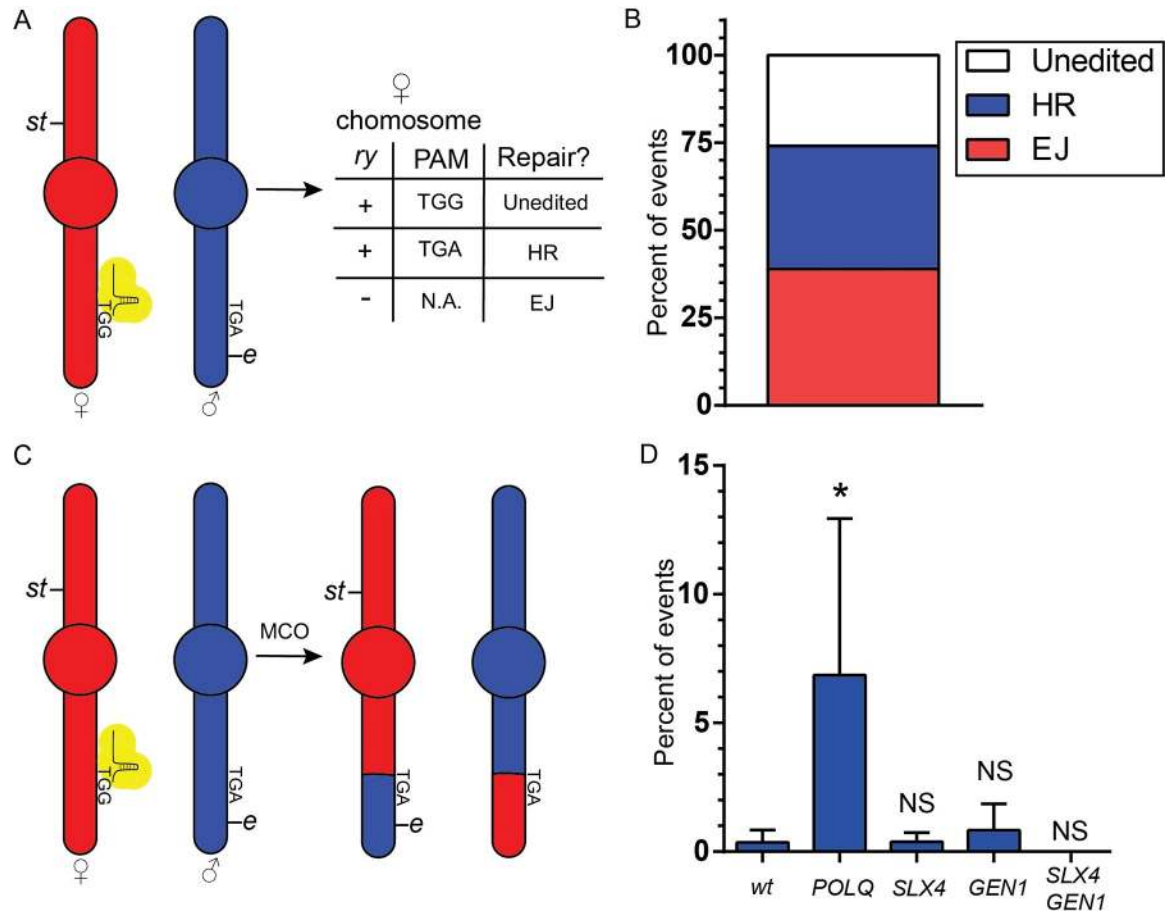 A
st
TGG
♀
TGA
e
♂
♀
chomosome
ry PAM Repair?
+ TGG Unedited
+ TGA HR
- N.A. EJ
B
Percent of events
100
75
50
25
0
Unedited
HR
EJ
C
st
TGG
♀
TGA
e
♂
MCO
st
TGA
e
TGA
D
Percent of events
15
10
5
0
*
NS
NS
NS
wt
POLQ
SLX4
GEN1
SLX4
GEN1